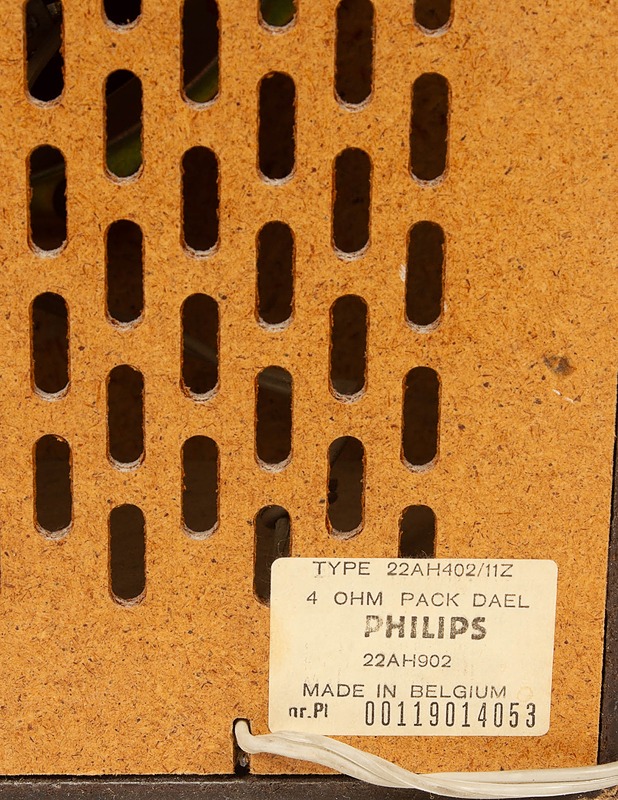 TYPE 22AH402/11Z
4 OHM PACK DAEL
PHILIPS
22AH902
MADE IN BELGIUM
nr.Pl 00119014053